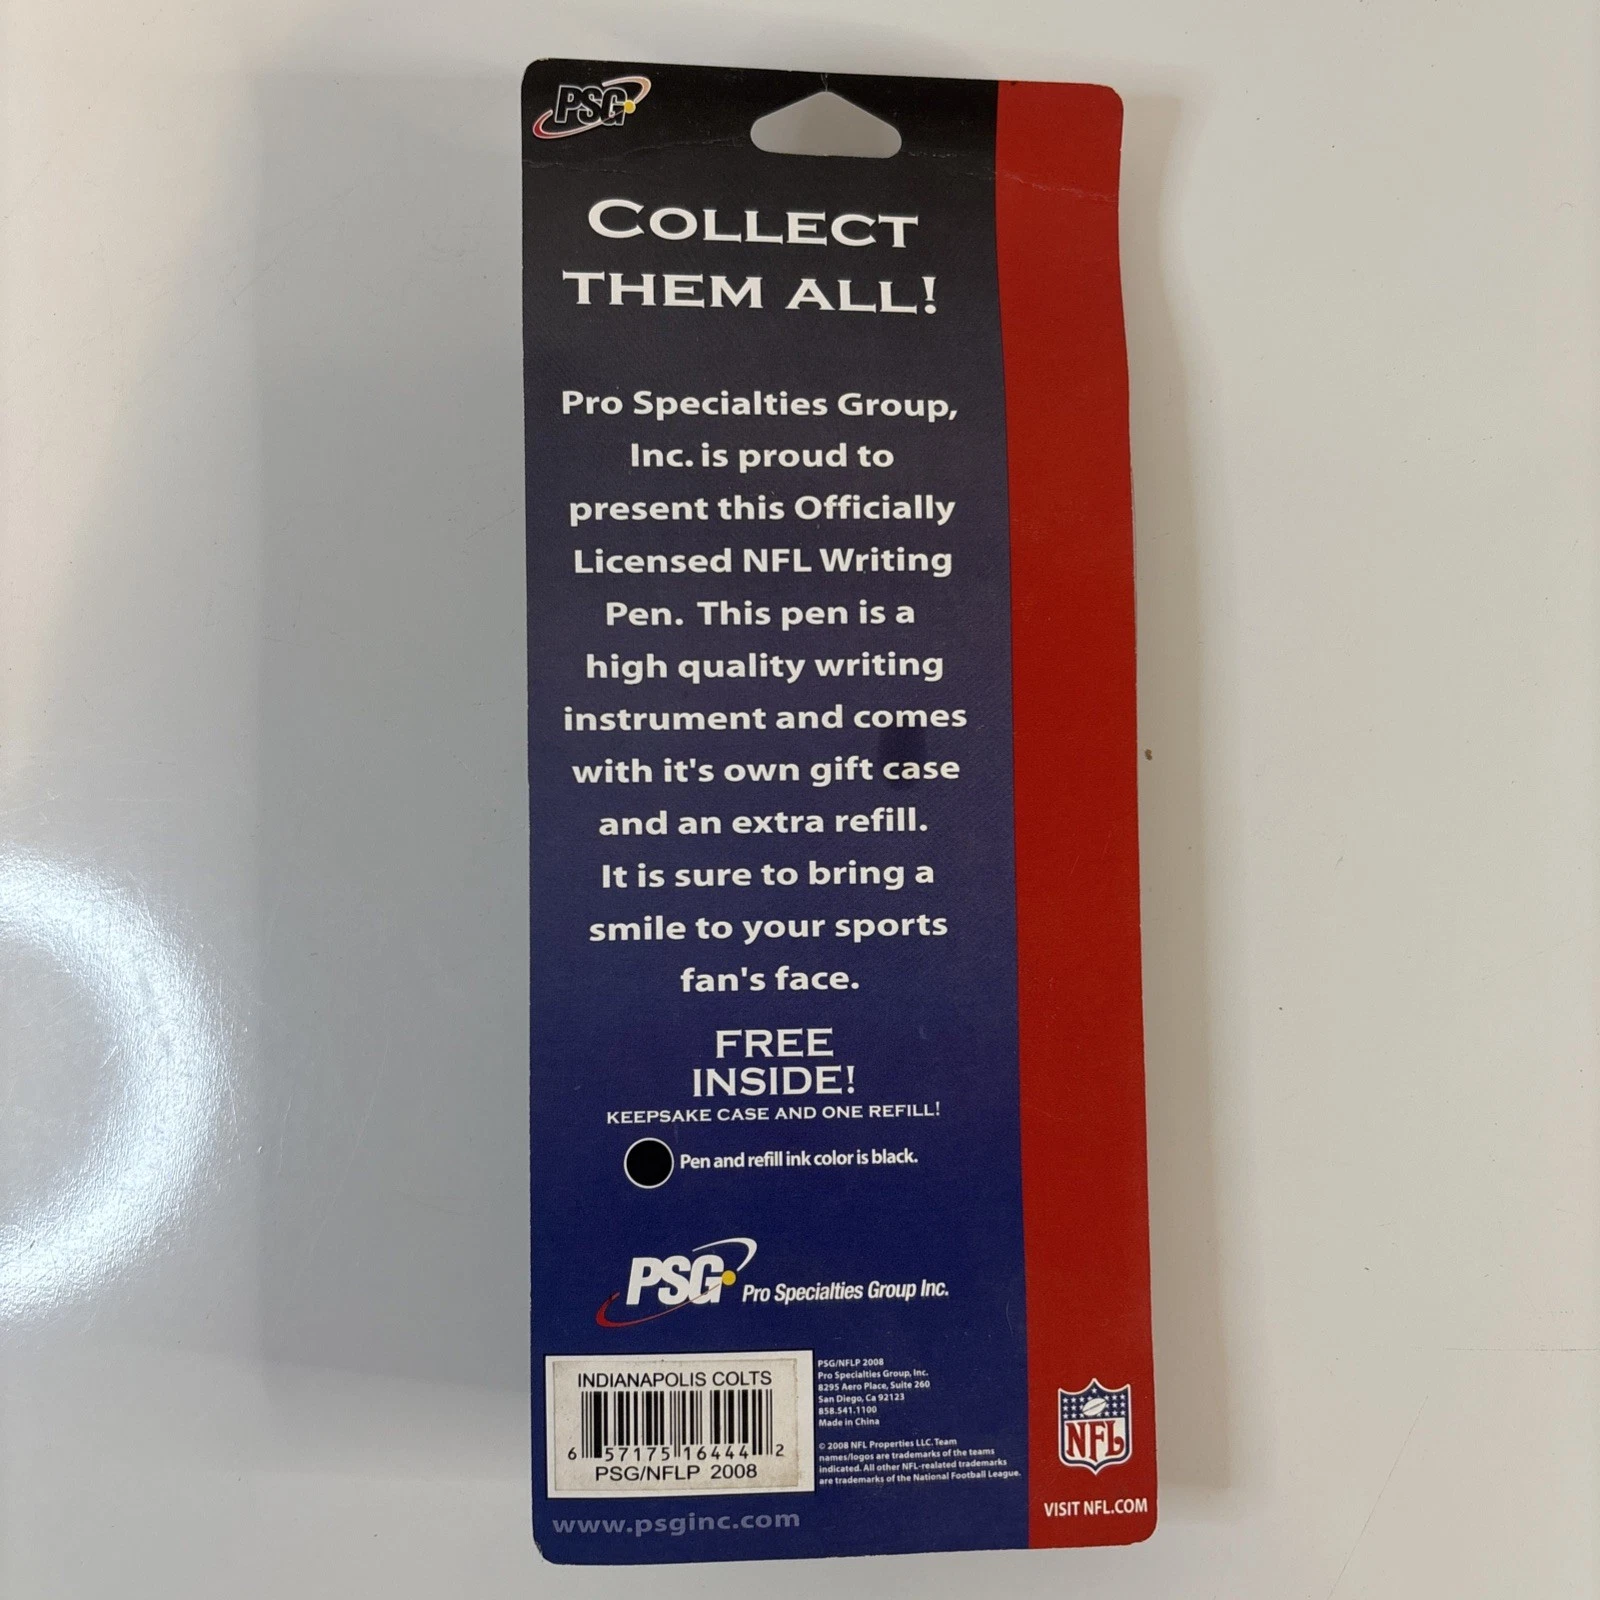 PSG
COLLECT
THEM ALL!
Pro Specialties Group,
Inc. is proud to
present this Officially
Licensed NFL Writing
Pen. This pen is a
high quality writing
instrument and comes
with it's own gift case
and an extra refill.
It is sure to bring a
smile to your sports
fan's face.
FREE
INSIDE!
KEEPSAKE CASE AND ONE REFILL!
Pen and refill ink color is black.
PSG Pro Specialties Group Inc.
INDIANAPOLIS COLTS
6 57175 16444 2
PSG/NFLP 2008
PSG/NFLP 2008
Pro Specialties Group, Inc.
8295 Aero Place, Suite 260
San Diego, Ca 92123
858.541.1100
Made in China
© 2008 NFL Properties LLC. Team
names/logos are trademarks of the teams
indicated. All other NFL-realated trademarks
are trademarks of the National Football League.
NFL
VISIT NFL.COM
www.psginc.com